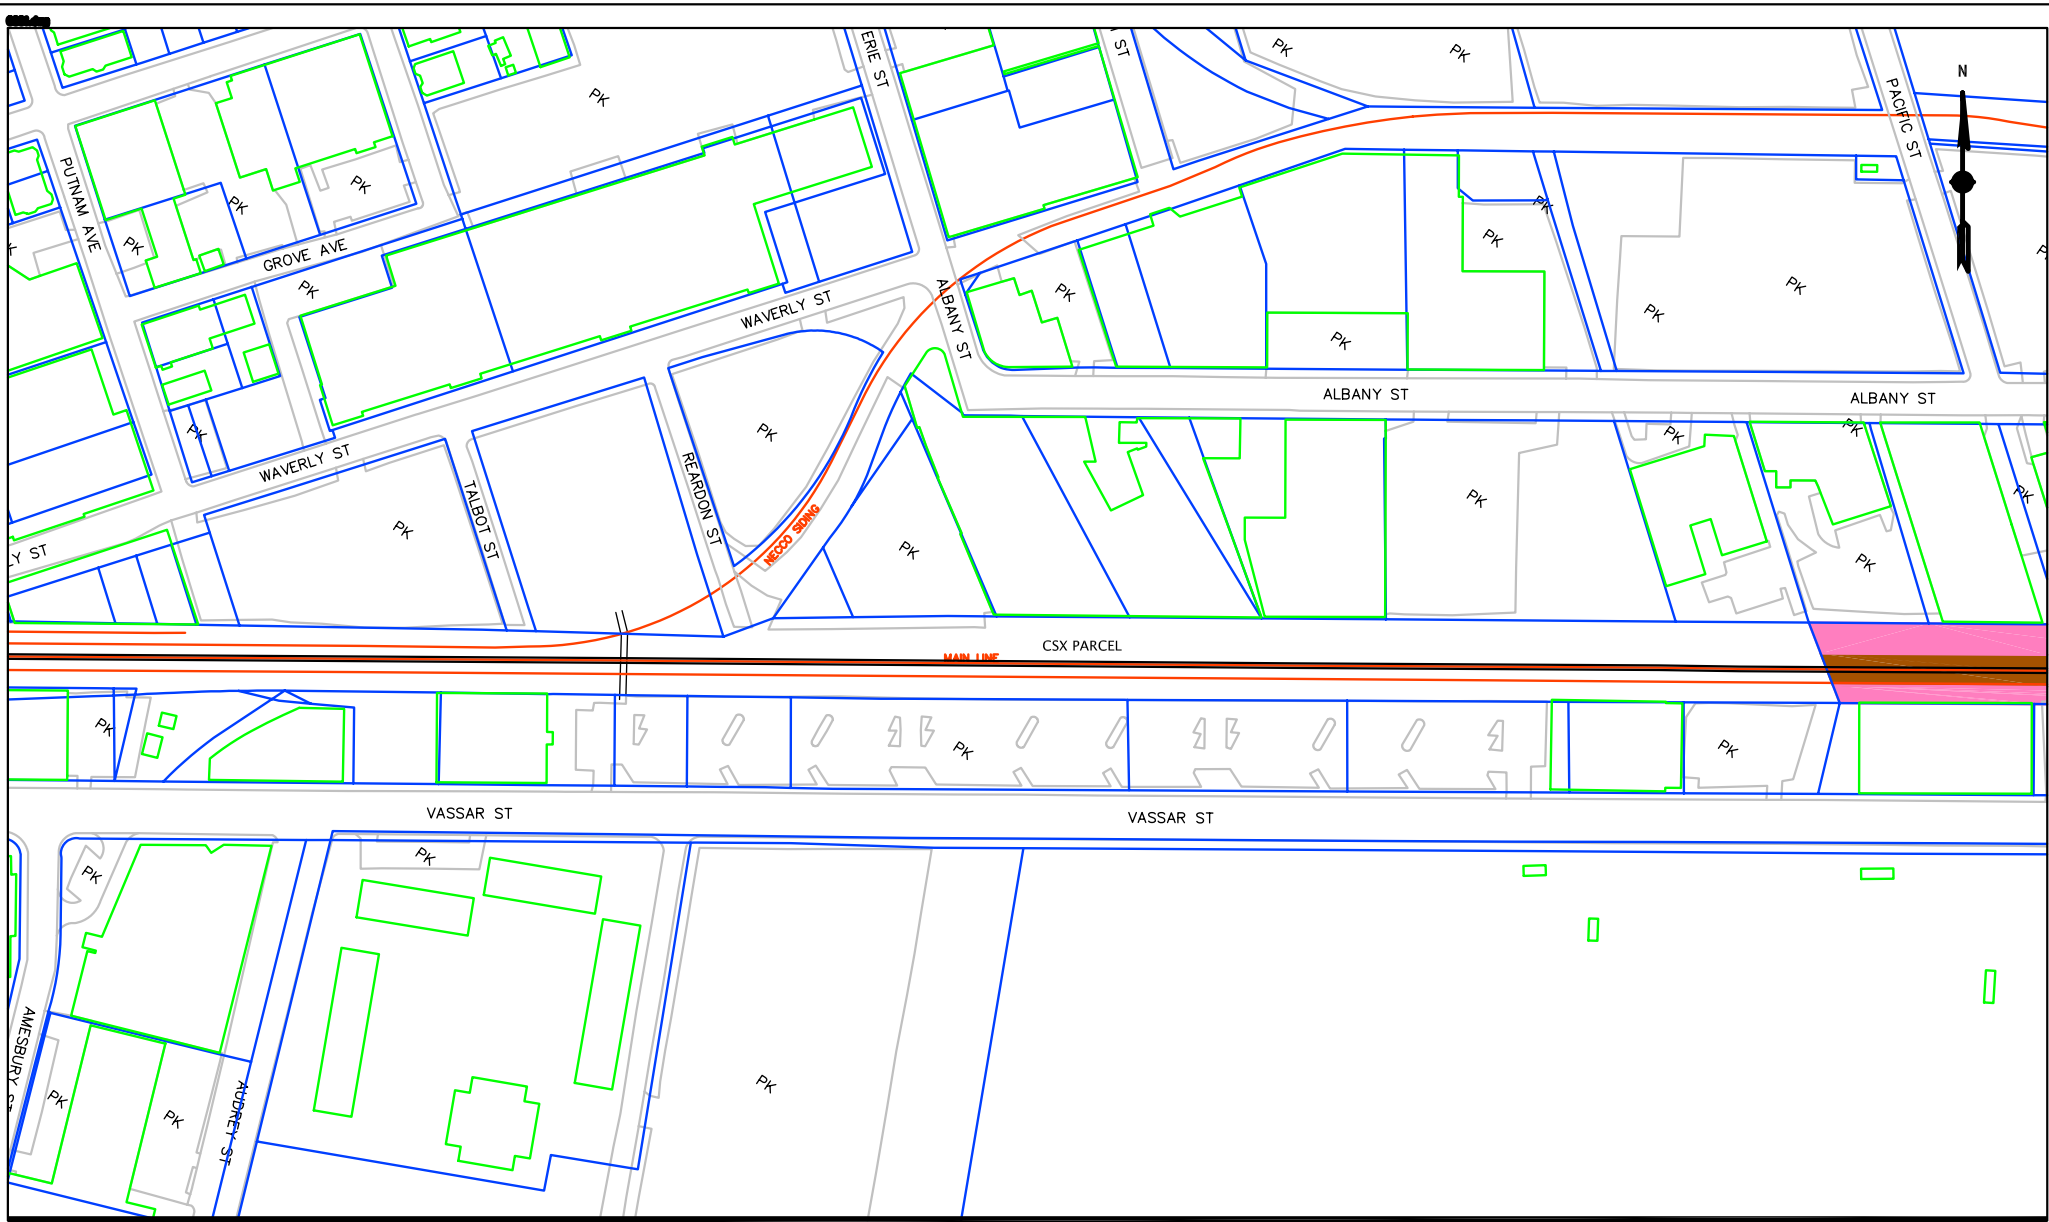 ERIE ST
PK
PK
PK
N
PACIFIC ST
PUTNAM AVE
PK
PK
PK
PK
PK
GROVE AVE
PK
PK
PK
PK
WAVERLY ST
ALBANY ST
PK
PK
ALBANY ST
ALBANY ST
PK
PK
PK
PK
WAVERLY ST
REARDON ST
TALBOT ST
PK
PK
PK
NECCO SIDING
PK
PK
CSX PARCEL
MAIN LINE
PK
PK
PK
VASSAR ST
VASSAR ST
PK
PK
AMESBURY ST
PK
PK
AUDREY ST
PK